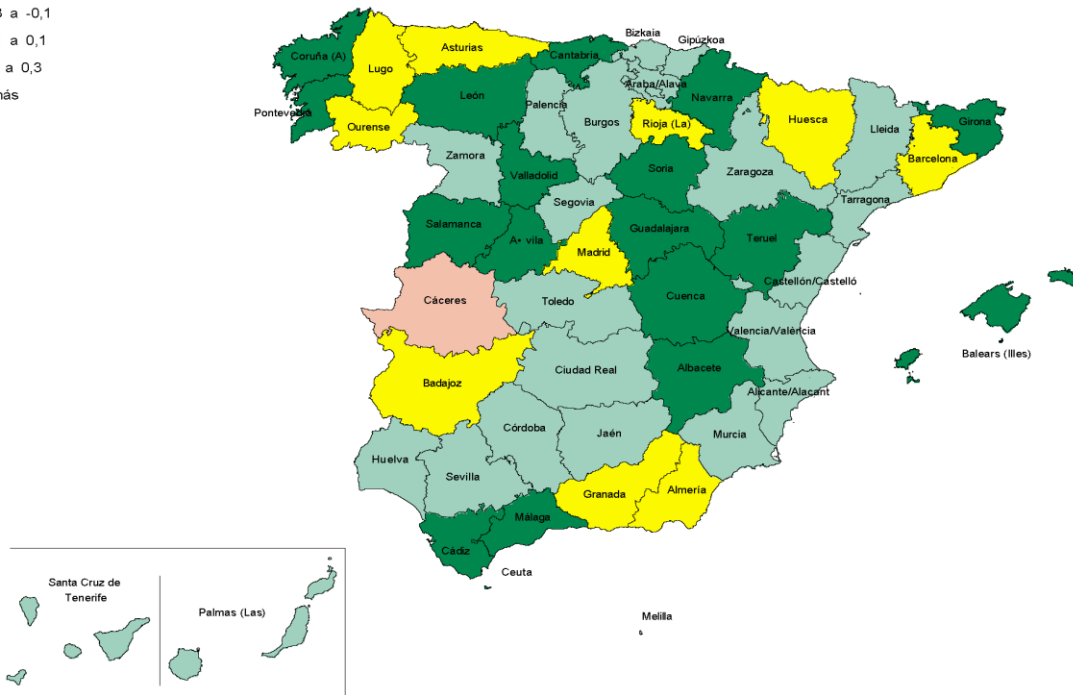 a -0,1
a 0,1
a 0,3
más
Bizkaia
Gipúzkoa
Asturias
Cantabria
Coruña (A)
Lugo
Araba/Alava
León
Navarra
Palencia
Pontevedra
Burgos
Rioja (La)
Huesca
Girona
Ourense
Lleida
Zamora
Barcelona
Valladolid
Soria
Zaragoza
Segovia
Tarragona
Salamanca
Guadalajara
Teruel
A• vila
Madrid
Castellón/Castelló
Cáceres
Toledo
Cuenca
Valencia/València
Balears (Illes)
Badajoz
Ciudad Real
Albacete
Alicante/Alacant
Córdoba
Jaén
Murcia
Huelva
Sevilla
Granada
Almería
Málaga
Cádiz
Ceuta
Santa Cruz de
Tenerife
Palmas (Las)
Melilla